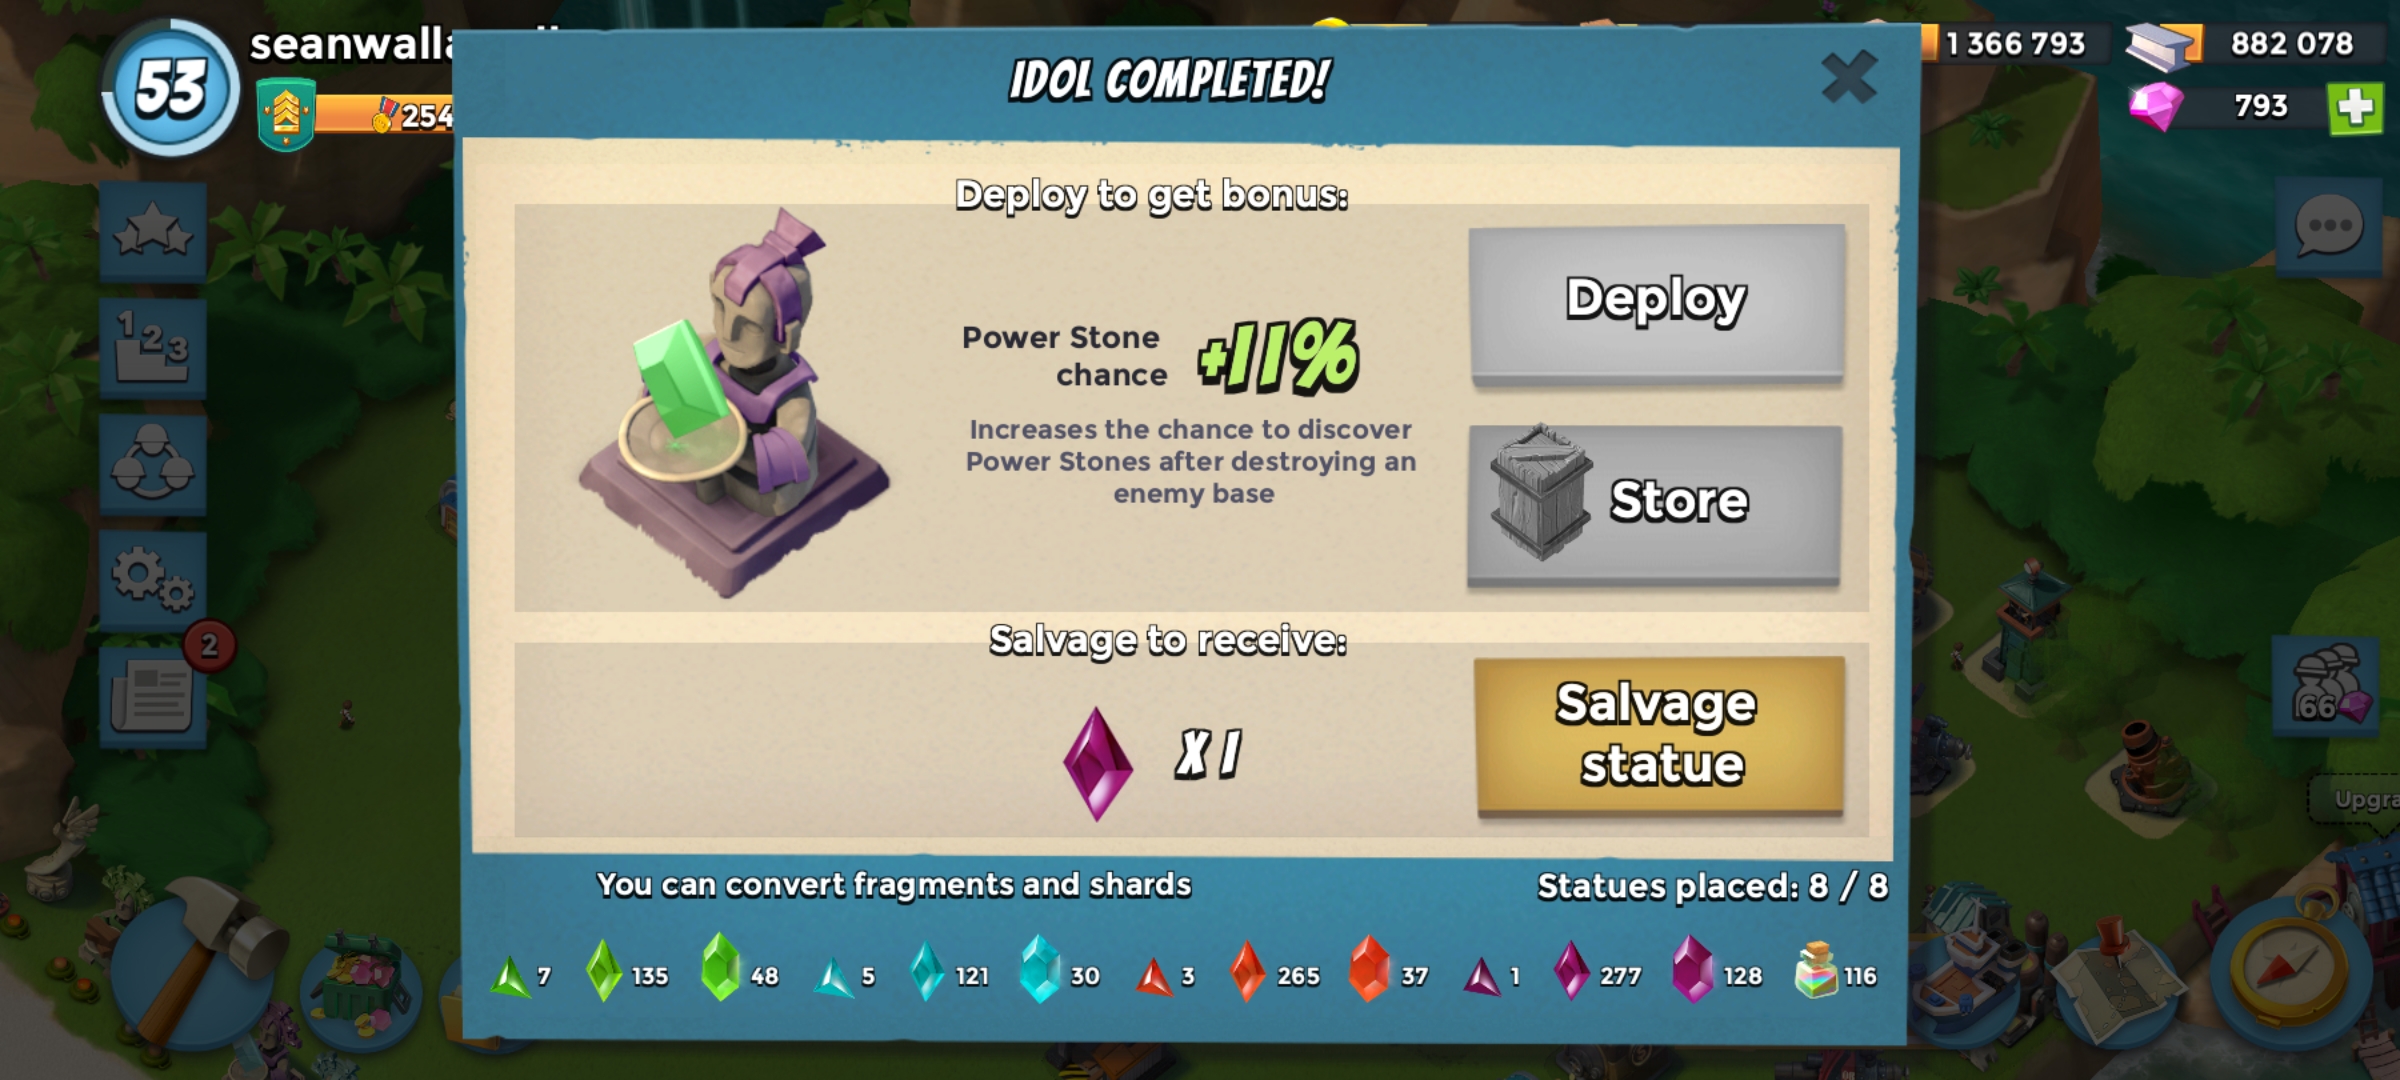 53
254
IDOL COMPLETED!
1 366 793
882 078
793
Deploy to get bonus:
Power Stone
chance
+11%
Increases the chance to discover
Power Stones after destroying an
enemy base
Deploy
Store
1 2 3
2
Salvage to receive:
X 1
Salvage
statue
66
You can convert fragments and shards
Statues placed: 8 / 8
7
135
48
5
121
30
3
265
37
1
277
128
116